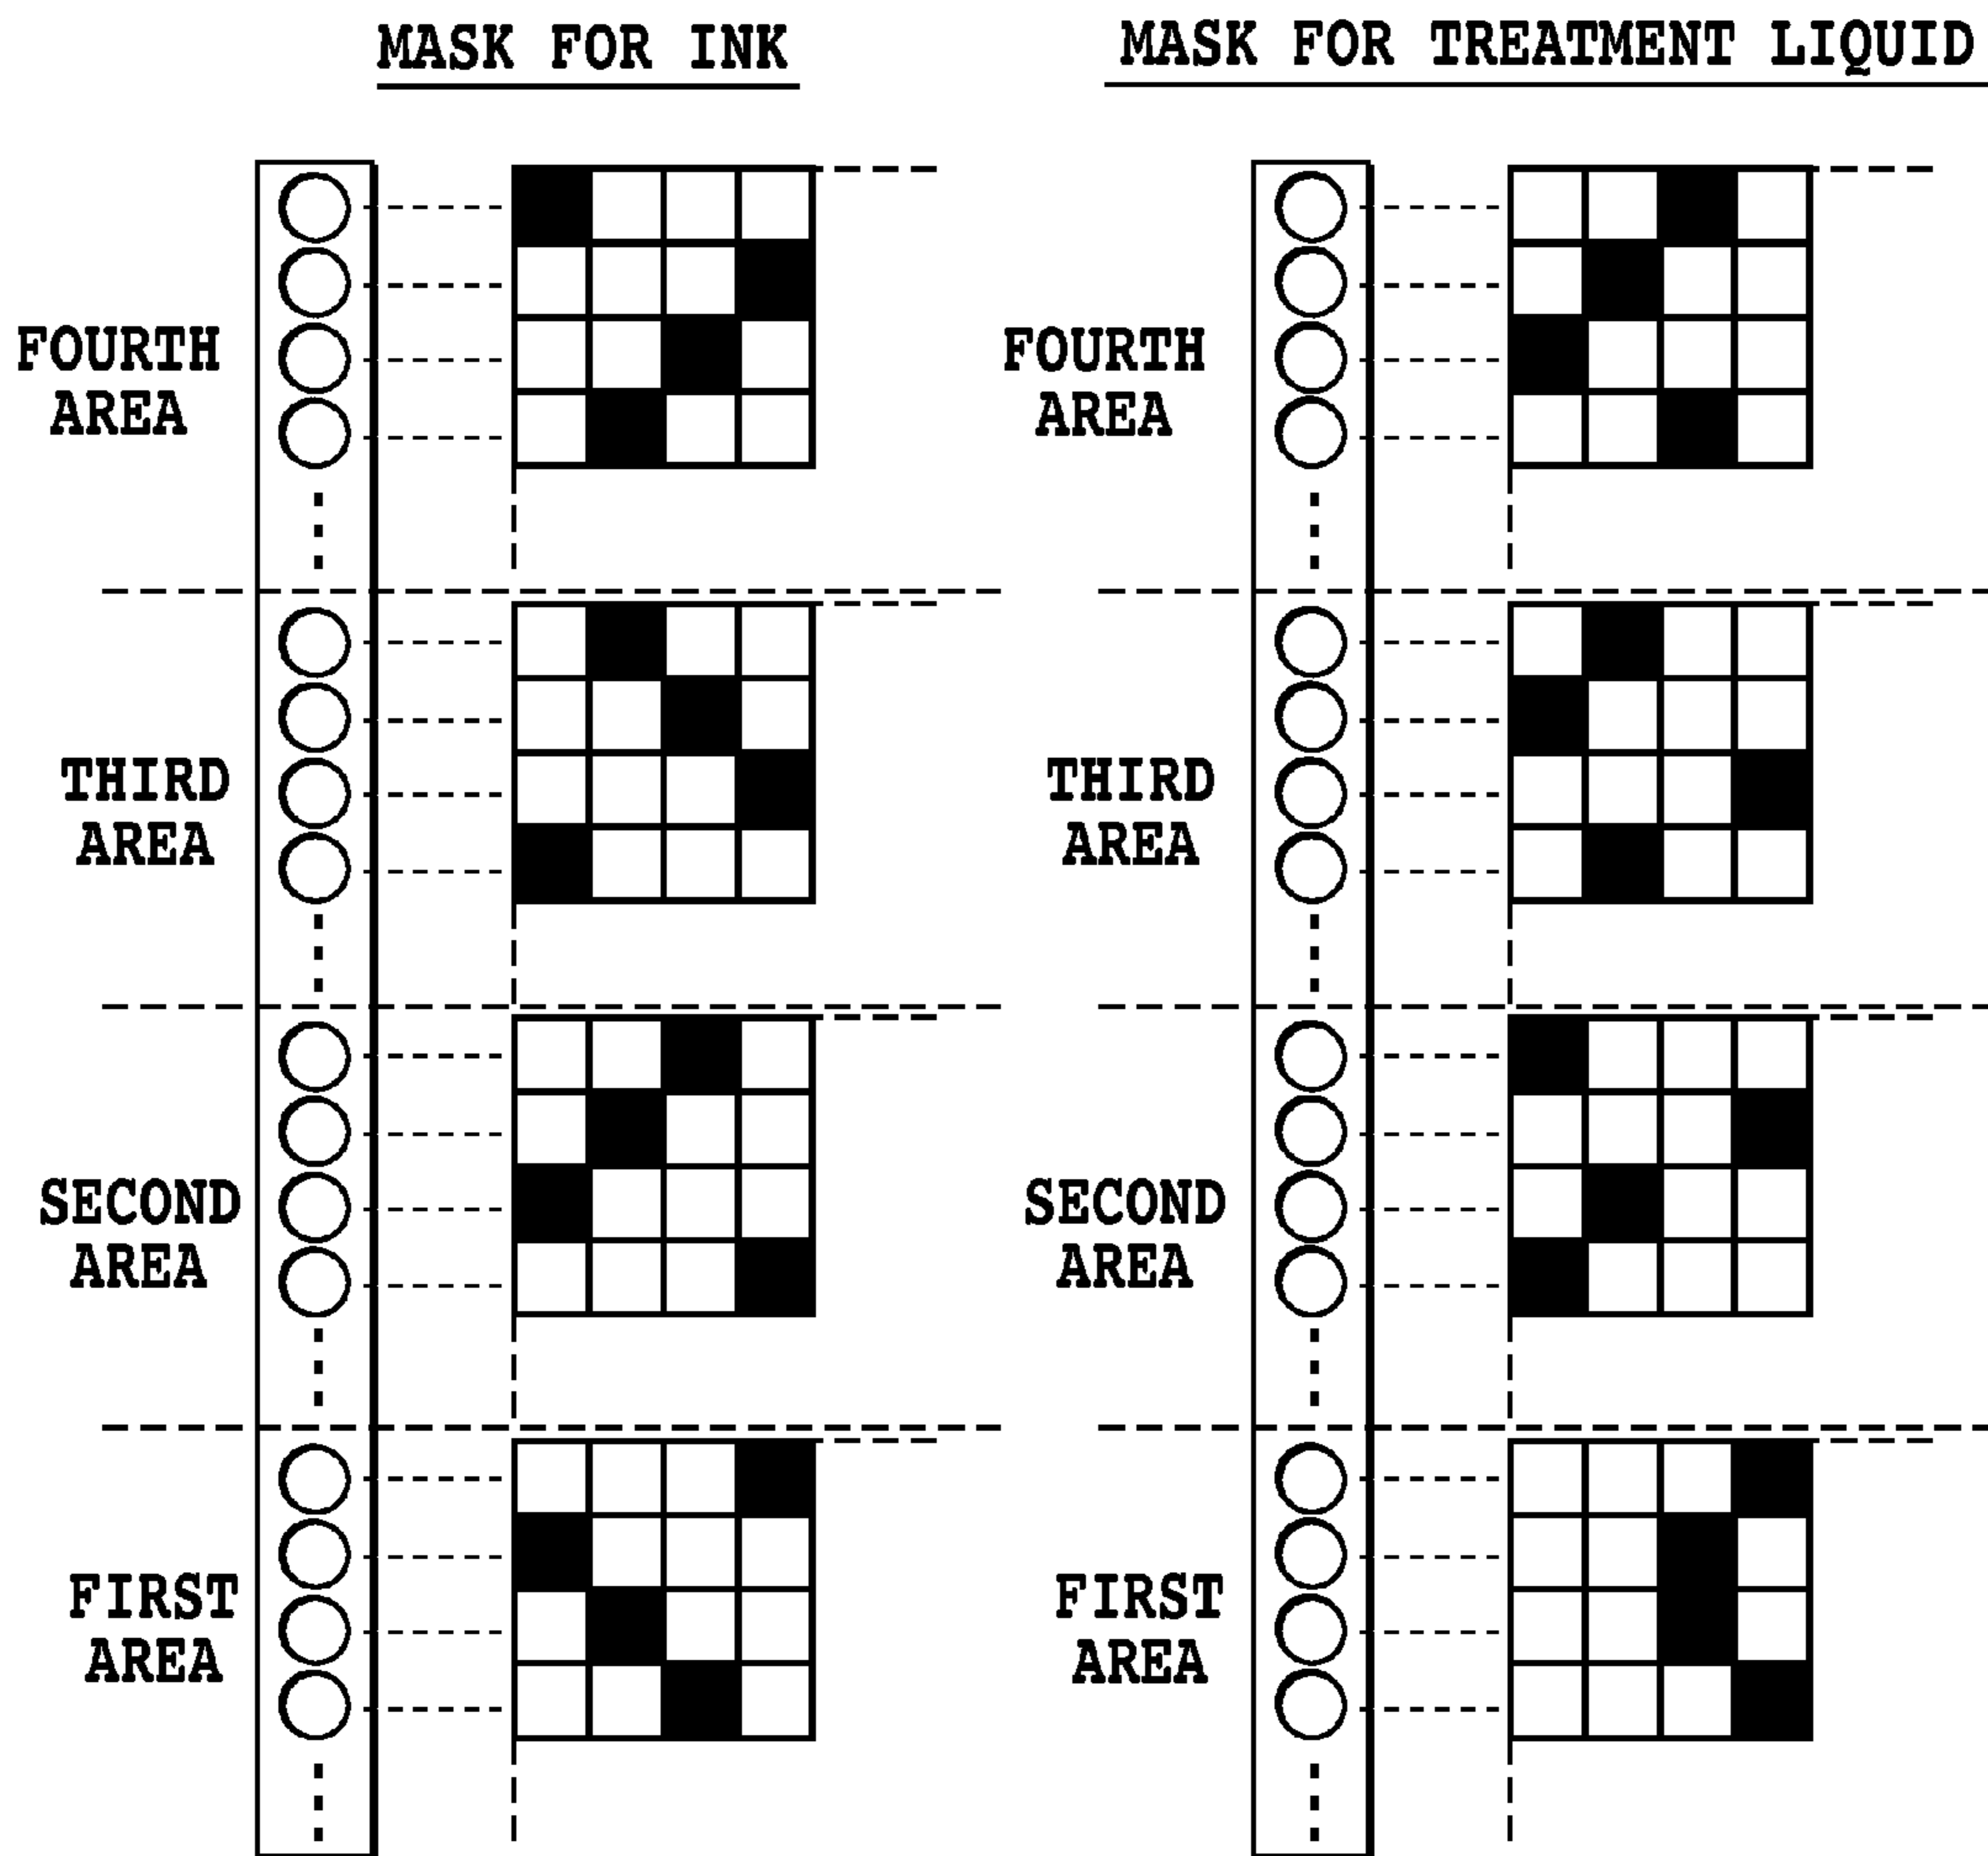 MASK FOR INK
FOURTH
AREA
THIRD
AREA
SECOND
AREA
FIRST
AREA
MASK FOR TREATMENT LIQUID
FOURTH
AREA
THIRD
AREA
SECOND
AREA
FIRST
AREA